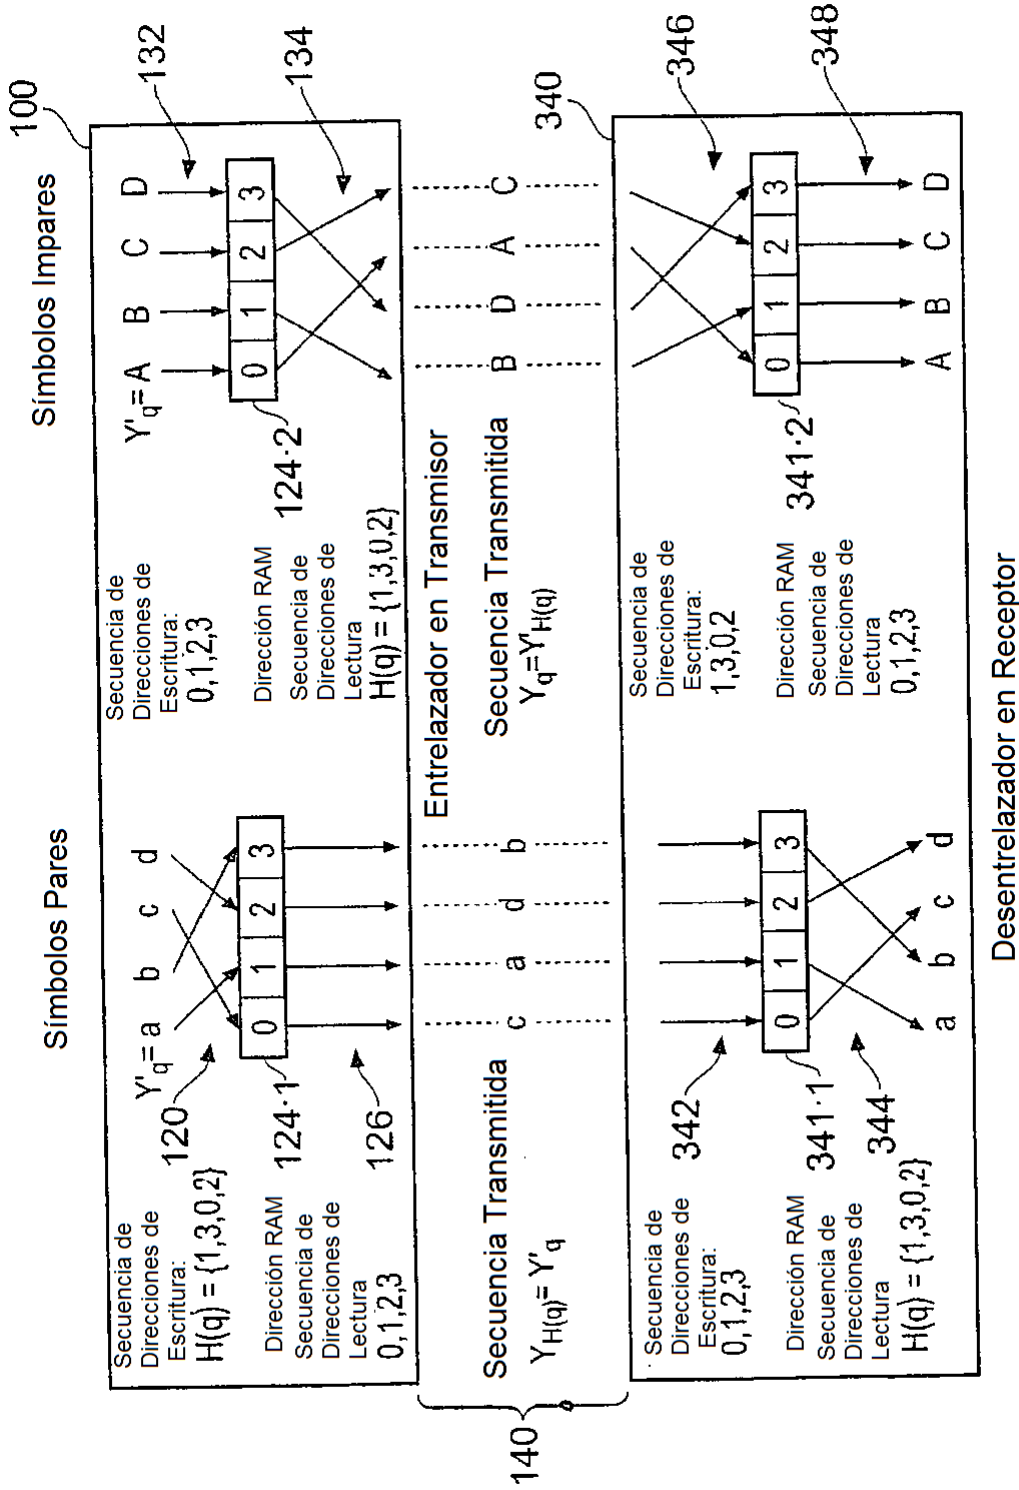 Símbolos Pares
Símbolos Impares
100
Secuencia de
Direcciones de
Escritura:
H(q) = {1,3,0,2}
120
Y'q= a
b
c
d
124·1
0 1 2 3
Dirección RAM
Secuencia de
Direcciones de
Lectura
0,1,2,3
126
Secuencia de
Direcciones de
Escritura:
0,1,2,3
Y'q= A
B
C
D
132
124·2
0 1 2 3
Dirección RAM
Secuencia de
Direcciones de
Lectura
H(q) = {1,3,0,2}
134
Entrelazador en Transmisor
140
Secuencia Transmitida
YH(q)= Y'q
c
a
d
b
Secuencia Transmitida
Yq=Y'H(q)
B
D
A
C
340
Secuencia de
Direcciones de
Escritura:
0,1,2,3
342
341·1
0 1 2 3
Dirección RAM
Secuencia de
Direcciones de
Lectura
H(q) = {1,3,0,2}
344
a
b
c
d
Secuencia de
Direcciones de
Escritura:
1,3,0,2
346
341·2
0 1 2 3
Dirección RAM
Secuencia de
Direcciones de
Lectura
0,1,2,3
348
A
B
C
D
Desentrelazador en Receptor